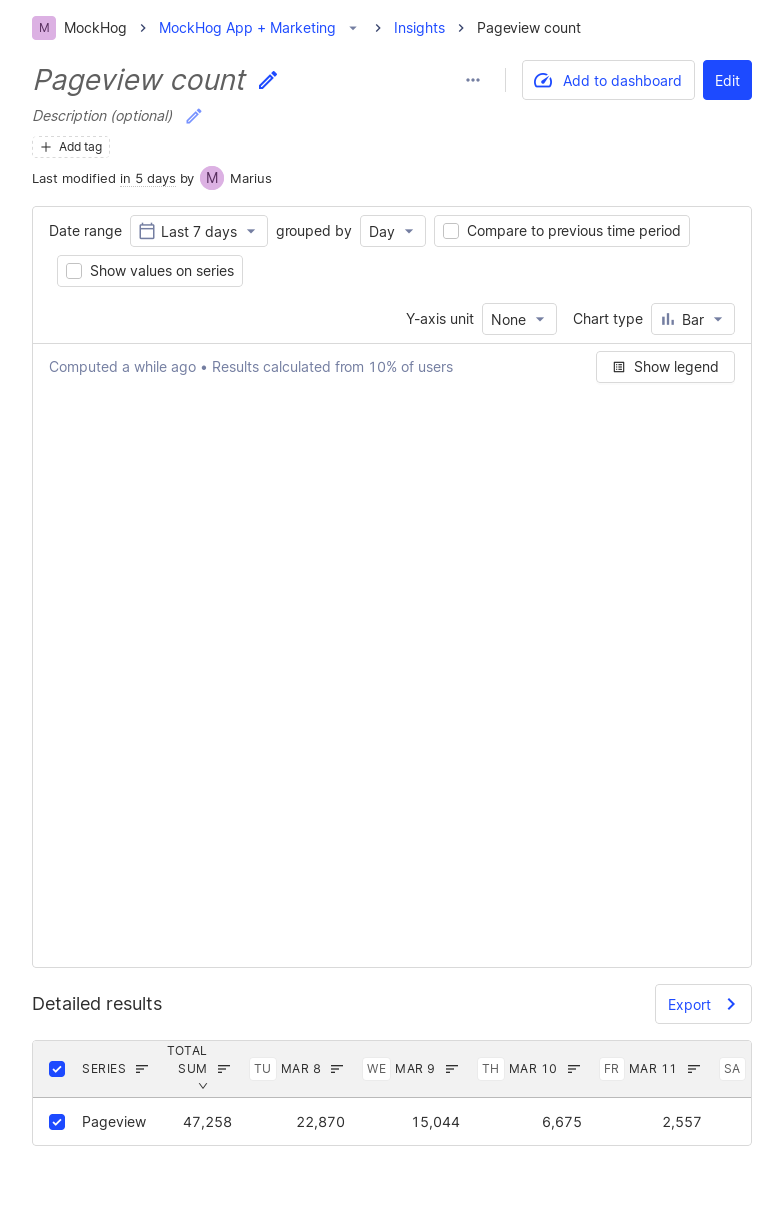 M MockHog MockHog App + Marketing Insights Pageview count
Pageview count
Add to dashboard Edit
Description (optional)
Add tag
Last modified in 5 days by M Marius
Date range Last 7 days grouped by Day Compare to previous time period
Show values on series
Y-axis unit None Chart type Bar
Computed a while ago • Results calculated from 10% of users Show legend
Detailed results Export
SERIES TOTAL SUM TU MAR 8 WE MAR 9 TH MAR 10 FR MAR 11 SA
Pageview 47,258 22,870 15,044 6,675 2,557